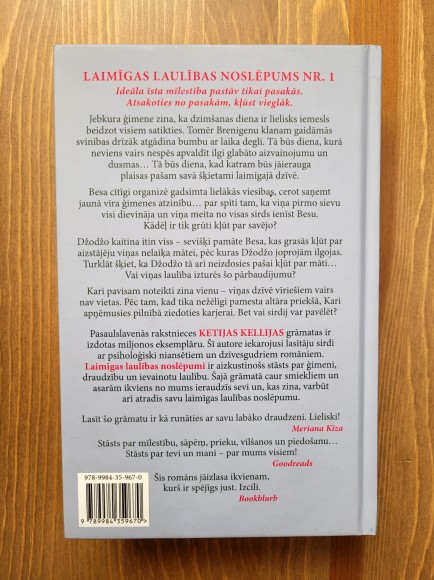 LAIMĪGAS LAULĪBAS NOSLĒPUMS NR. 1
Ideāla īsta mīlestība pastāv tikai pasakās.
Atsakoties no pasakām, kļūst vieglāk.
Jebkura ģimene zina, ka dzimšanas diena ir lielisks iemesls
beidzot visiem satikties. Tomēr Brenigenu klanam gaidāmās
svinības drīzāk atgādina bumbu ar laika degli. Tā būs diena, kurā
neviens vairs nespēs apvaldīt ilgi glabāto aizvainojumu un
dusmas… Tā būs diena, kad katram būs jāierauga
plaisas pašam savā šķietami laimīgajā dzīvē.
Besa cītīgi organizē gadsimta lielākās viesības, cerot saņemt
jaunā vīra ģimenes atzinību… par spīti tam, ka viņa pirmo sievu
visi dievināja un viņa meita no visas sirds ienīst Besu.
Kādēļ ir tik grūti kļūt par savējo?
Džodžo kaitina itin viss – sevišķi pamāte Besa, kas grasās kļūt par
aizstājēju viņas nelaiķa mātei, pēc kuras Džodžo joprojām ilgojas.
Turklāt šķiet, ka Džodžo tā arī neizdosies pašai kļūt par māti…
Vai viņas laulība izturēs šo pārbaudījumu?
Kari pavisam noteikti zina vienu – viņas dzīvē vīriešiem vairs
nav vietas. Pēc tam, kad tika nežēlīgi pamesta altāra priekšā, Kari
apņēmusies pilnībā ziedoties karjerai. Bet vai sirdij var pavēlēt?
Pasaulslavenās rakstnieces KETIJAS KELLIJAS grāmatas ir
izdotas miljonos eksemplāru. Šī autore iekarojusi lasītāju sirdi
ar psiholoģiski niansētiem un dzīvesgudriem romāniem.
Laimīgas laulības noslēpumi ir aizkustinošs stāsts par ģimeni,
draudzību un ievainotu laulību. Šajā grāmatā caur smiekliem un
asarām ikviens no mums ieraudzīs sevi un, kas zina, varbūt
arī atradīs savu laimīgas laulības noslēpumu.
Lasīt šo grāmatu ir kā runāties ar savu labāko draudzeni. Lieliski!
Meriana Kīza
Stāsts par mīlestību, sāpēm, prieku, vilšanos un piedošanu…
Stāsts par tevi un mani – par mums visiem!
Goodreads
Šis romāns jāizlasa ikvienam,
kurš ir spējīgs just. Izcili.
Bookblurb
978-9984-35-967-0
9 789984 359670